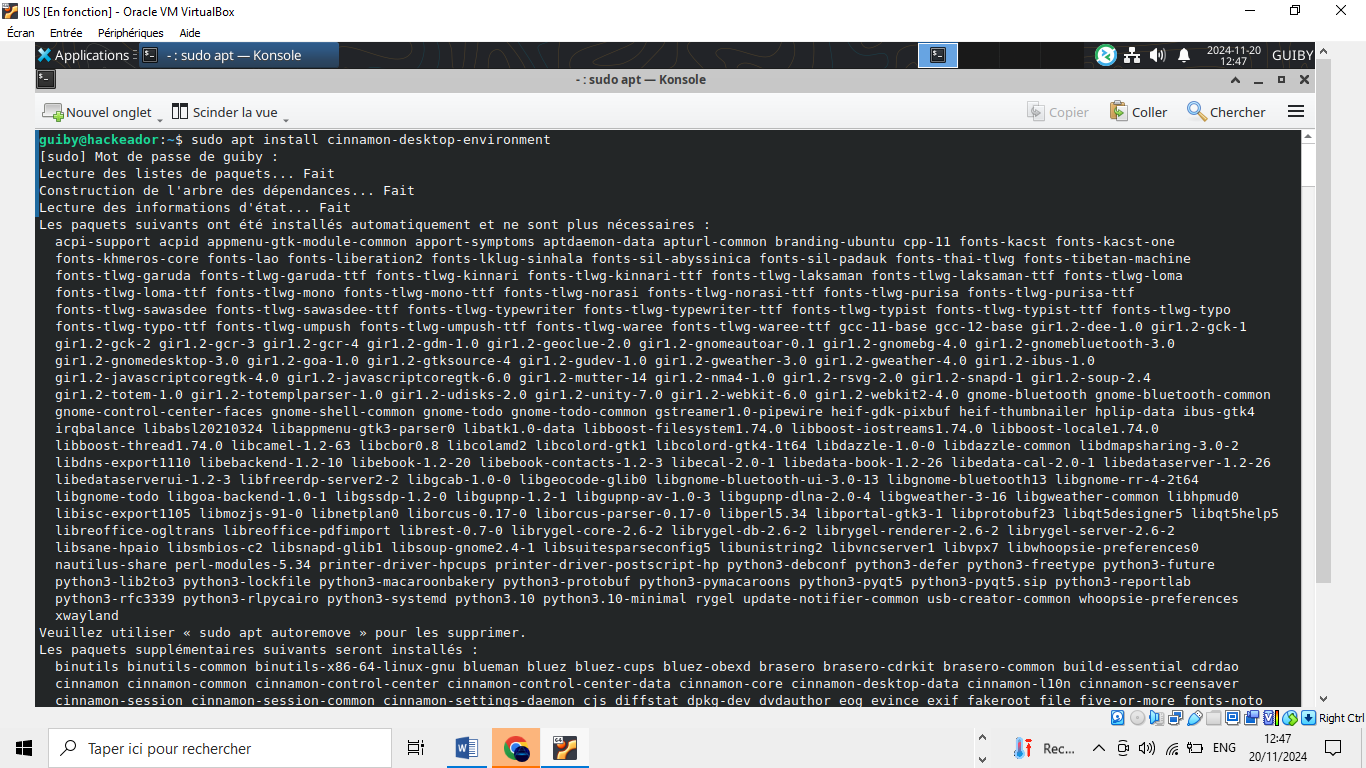 IUS [En fonction] - Oracle VM VirtualBox
Écran Entrée Périphériques Aide
Applications - : sudo apt — Konsole 2024-11-20 12:47 GUIBY
- : sudo apt — Konsole
Nouvel onglet Scinder la vue Copier Coller Chercher
guiby@hackeador:~$ sudo apt install cinnamon-desktop-environment
[sudo] Mot de passe de guiby :
Lecture des listes de paquets... Fait
Construction de l'arbre des dépendances... Fait
Lecture des informations d'état... Fait
Les paquets suivants ont été installés automatiquement et ne sont plus nécessaires :
acpi-support acpid appmenu-gtk-module-common apport-symptoms aptdaemon-data apturl-common branding-ubuntu cpp-11 fonts-kacst fonts-kacst-one
fonts-khmeros-core fonts-lao fonts-liberation2 fonts-lklug-sinhala fonts-sil-abyssinica fonts-sil-padauk fonts-thai-tlwg fonts-tibetan-machine
fonts-tlwg-garuda fonts-tlwg-garuda-ttf fonts-tlwg-kinnari fonts-tlwg-kinnari-ttf fonts-tlwg-laksaman fonts-tlwg-laksaman-ttf fonts-tlwg-loma
fonts-tlwg-loma-ttf fonts-tlwg-mono fonts-tlwg-mono-ttf fonts-tlwg-norasi fonts-tlwg-norasi-ttf fonts-tlwg-purisa fonts-tlwg-purisa-ttf
fonts-tlwg-sawasdee fonts-tlwg-sawasdee-ttf fonts-tlwg-typewriter fonts-tlwg-typewriter-ttf fonts-tlwg-typist fonts-tlwg-typist-ttf fonts-tlwg-typo
fonts-tlwg-typo-ttf fonts-tlwg-umpush fonts-tlwg-umpush-ttf fonts-tlwg-waree fonts-tlwg-waree-ttf gcc-11-base gcc-12-base gir1.2-dee-1.0 gir1.2-gck-1
gir1.2-gck-2 gir1.2-gcr-3 gir1.2-gcr-4 gir1.2-gdm-1.0 gir1.2-geoclue-2.0 gir1.2-gnomeautoar-0.1 gir1.2-gnomebg-4.0 gir1.2-gnomebluetooth-3.0
gir1.2-gnomedesktop-3.0 gir1.2-goa-1.0 gir1.2-gtksource-4 gir1.2-gudev-1.0 gir1.2-gweather-3.0 gir1.2-gweather-4.0 gir1.2-ibus-1.0
gir1.2-javascriptcoregtk-4.0 gir1.2-javascriptcoregtk-6.0 gir1.2-mutter-14 gir1.2-nma4-1.0 gir1.2-rsvg-2.0 gir1.2-snapd-1 gir1.2-soup-2.4
gir1.2-totem-1.0 gir1.2-totemplparser-1.0 gir1.2-udisks-2.0 gir1.2-unity-7.0 gir1.2-webkit-6.0 gir1.2-webkit2-4.0 gnome-bluetooth gnome-bluetooth-common
gnome-control-center-faces gnome-shell-common gnome-todo gnome-todo-common gstreamer1.0-pipewire heif-gdk-pixbuf heif-thumbnailer hplip-data ibus-gtk4
irqbalance libabsl20210324 libappmenu-gtk3-parser0 libatk1.0-data libboost-filesystem1.74.0 libboost-iostreams1.74.0 libboost-locale1.74.0
libboost-thread1.74.0 libcamel-1.2-63 libcbor0.8 libcolamd2 libcolord-gtk1 libcolord-gtk4-1t64 libdazzle-1.0-0 libdazzle-common libdmapsharing-3.0-2
libdns-export1110 libebackend-1.2-10 libebook-1.2-20 libebook-contacts-1.2-3 libecal-2.0-1 libedata-book-1.2-26 libedata-cal-2.0-1 libedataserver-1.2-26
libedataserverui-1.2-3 libfreerdp-server2-2 libgcab-1.0-0 libgeocode-glib0 libgnome-bluetooth-ui-3.0-13 libgnome-bluetooth13 libgnome-rr-4-2t64
libgnome-todo libgoa-backend-1.0-1 libgssdp-1.2-0 libgupnp-1.2-1 libgupnp-av-1.0-3 libgupnp-dlna-2.0-4 libgweather-3-16 libgweather-common libhpmud0
libisc-export1105 libmozjs-91-0 libnetplan0 liborcus-0.17-0 liborcus-parser-0.17-0 libperl5.34 libportal-gtk3-1 libprotobuf23 libqt5designer5 libqt5help5
libreoffice-ogltrans libreoffice-pdfimport librest-0.7-0 librygel-core-2.6-2 librygel-db-2.6-2 librygel-renderer-2.6-2 librygel-server-2.6-2
libsane-hpaio libsmbios-c2 libsnapd-glib1 libsoup-gnome2.4-1 libsuitesparseconfig5 libunistring2 libvncserver1 libvpx7 libwhoopsie-preferences0
nautilus-share perl-modules-5.34 printer-driver-hpcups printer-driver-postscript-hp python3-debconf python3-defer python3-freetype python3-future
python3-lib2to3 python3-lockfile python3-macaroonbakery python3-protobuf python3-pymacaroons python3-pyqt5 python3-pyqt5.sip python3-reportlab
python3-rfc3339 python3-rlpycairo python3-systemd python3.10 python3.10-minimal rygel update-notifier-common usb-creator-common whoopsie-preferences
xwayland
Veuillez utiliser « sudo apt autoremove » pour les supprimer.
Les paquets supplémentaires suivants seront installés :
binutils binutils-common binutils-x86-64-linux-gnu blueman bluez bluez-cups bluez-obexd brasero brasero-cdrkit brasero-common build-essential cdrdao
cinnamon cinnamon-common cinnamon-control-center cinnamon-control-center-data cinnamon-core cinnamon-desktop-data cinnamon-l10n cinnamon-screensaver
cinnamon-session cinnamon-session-common cinnamon-settings-daemon cjs diffstat dpkg-dev dvdauthor eog evince exif fakeroot file five-or-more fonts-noto
Right Ctrl
Taper ici pour rechercher Rec... ENG 12:47
20/11/2024